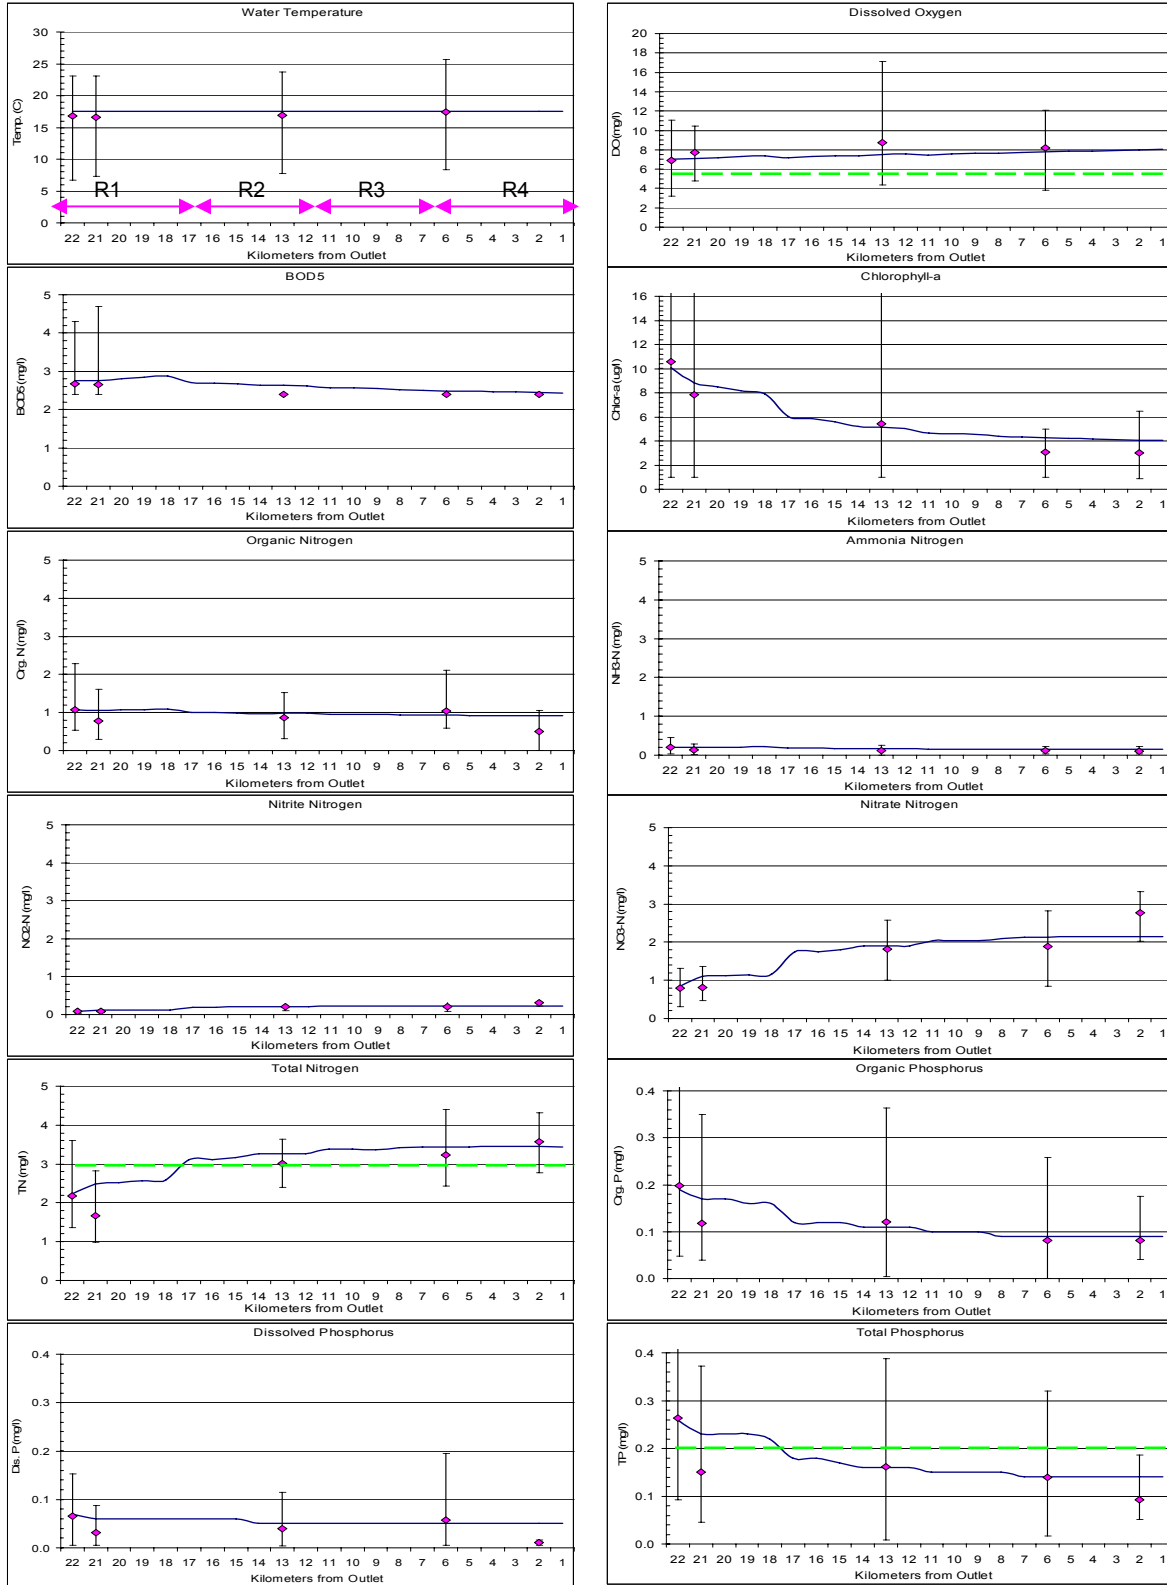 Water Temperature
30
25
20
15
10
5
0
Temp. (C)
R1 R2 R3 R4
22 21 20 19 18 17 16 15 14 13 12 11 10 9 8 7 6 5 4 3 2 1
Kilometers from Outlet
Dissolved Oxygen
20
18
16
14
12
10
8
6
4
2
0
DO(mg/l)
22 21 20 19 18 17 16 15 14 13 12 11 10 9 8 7 6 5 4 3 2 1
Kilometers from Outlet
BOD5
5
4
3
2
1
0
BOD5 (mg/l)
22 21 20 19 18 17 16 15 14 13 12 11 10 9 8 7 6 5 4 3 2 1
Kilometers from Outlet
Chlorophyll-a
16
14
12
10
8
6
4
2
0
Chlor-a (ug/l)
22 21 20 19 18 17 16 15 14 13 12 11 10 9 8 7 6 5 4 3 2 1
Kilometers from Outlet
Organic Nitrogen
5
4
3
2
1
0
Org. N (mg/l)
22 21 20 19 18 17 16 15 14 13 12 11 10 9 8 7 6 5 4 3 2 1
Kilometers from Outlet
Ammonia Nitrogen
5
4
3
2
1
0
NH3-N (mg/l)
22 21 20 19 18 17 16 15 14 13 12 11 10 9 8 7 6 5 4 3 2 1
Kilometers from Outlet
Nitrite Nitrogen
5
4
3
2
1
0
NO2-N (mg/l)
22 21 20 19 18 17 16 15 14 13 12 11 10 9 8 7 6 5 4 3 2 1
Kilometers from Outlet
Nitrate Nitrogen
5
4
3
2
1
0
NO3-N (mg/l)
22 21 20 19 18 17 16 15 14 13 12 11 10 9 8 7 6 5 4 3 2 1
Kilometers from Outlet
Total Nitrogen
5
4
3
2
1
0
TN (mg/l)
22 21 20 19 18 17 16 15 14 13 12 11 10 9 8 7 6 5 4 3 2 1
Kilometers from Outlet
Organic Phosphorus
0.4
0.3
0.2
0.1
0.0
Org. P (mg/l)
22 21 20 19 18 17 16 15 14 13 12 11 10 9 8 7 6 5 4 3 2 1
Kilometers from Outlet
Dissolved Phosphorus
0.4
0.3
0.2
0.1
0.0
Dis. P (mg/l)
22 21 20 19 18 17 16 15 14 13 12 11 10 9 8 7 6 5 4 3 2 1
Kilometers from Outlet
Total Phosphorus
0.4
0.3
0.2
0.1
0.0
TP (mg/l)
22 21 20 19 18 17 16 15 14 13 12 11 10 9 8 7 6 5 4 3 2 1
Kilometers from Outlet